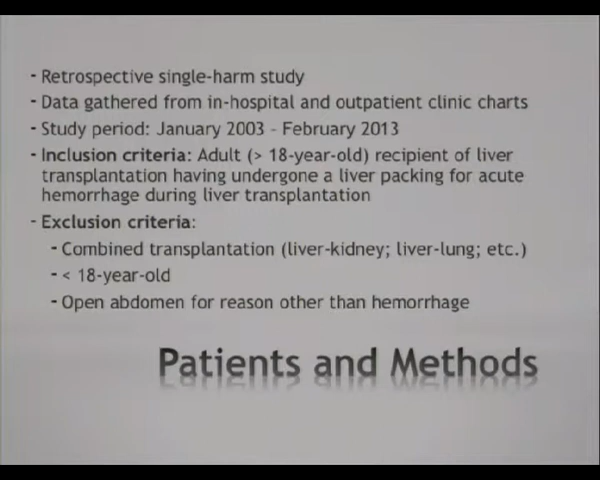 - Retrospective single-harm study
- Data gathered from in-hospital and outpatient clinic charts
- Study period: January 2003 - February 2013
- Inclusion criteria: Adult (> 18-year-old) recipient of liver
transplantation having undergone a liver packing for acute
hemorrhage during liver transplantation
- Exclusion criteria:
- Combined transplantation (liver-kidney; liver-lung; etc.)
- < 18-year-old
- Open abdomen for reason other than hemorrhage
Patients and Methods